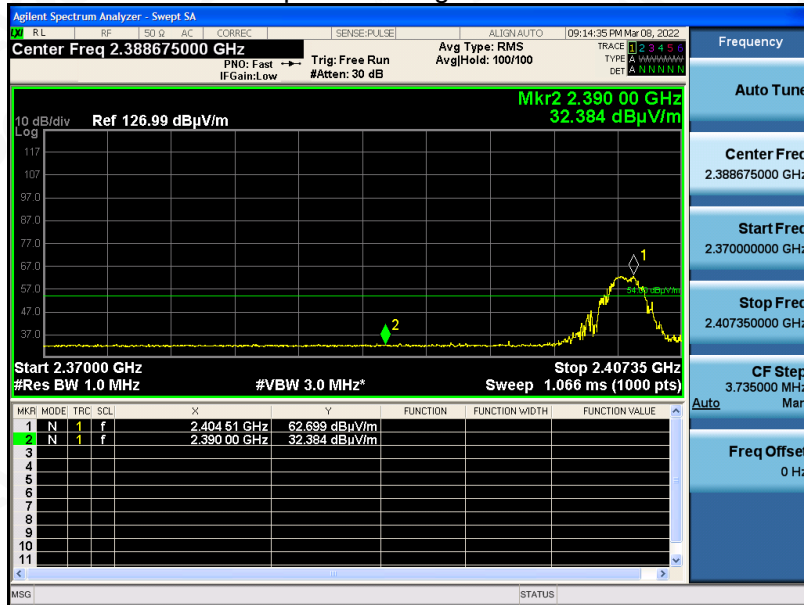 Agilent Spectrum Analyzer - Swept SA
LXI RL RF 50 Ω AC CORREC SENSE:PULSE ALIGN AUTO 09:14:35 PM Mar 08, 2022
Center Freq 2.388675000 GHz
PNO: Fast
IFGain:Low
Trig: Free Run
#Atten: 30 dB
Avg Type: RMS
Avg|Hold: 100/100
TRACE 1 2 3 4 5 6
TYPE A WWWWW
DET A N N N N N
Mkr2 2.390 00 GHz
32.384 dBµV/m
10 dB/div Ref 126.99 dBµV/m
Log
117
107
97.0
87.0
77.0
67.0
57.0
47.0
37.0
1
2
54.00 dBµV/m
Start 2.37000 GHz
Stop 2.40735 GHz
#Res BW 1.0 MHz
#VBW 3.0 MHz*
Sweep 1.066 ms (1000 pts)
MKR MODE TRC SCL X Y FUNCTION FUNCTION WIDTH FUNCTION VALUE
1 N 1 f 2.404 51 GHz 62.699 dBµV/m
2 N 1 f 2.390 00 GHz 32.384 dBµV/m
3
4
5
6
7
8
9
10
11
MSG
STATUS
Frequency
Auto Tune
Center Freq
2.388675000 GHz
Start Freq
2.370000000 GHz
Stop Freq
2.407350000 GHz
CF Step
3.735000 MHz
Auto Man
Freq Offset
0 Hz